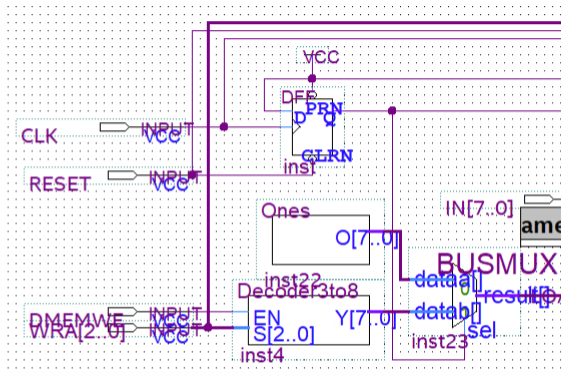 VCC
DFF
PRN
D Q
CLK INPUT
VCC
CLRN
inst
RESET INPUT
VCC
Ones
IN[7..0]
O[7..0]
inst22
BUSMUX
Decoder3to8
dataa[]
0
result[]
DMEMWE INPUT
VCC
EN Y[7..0]
datab[]
WRA[2..0] INPUT
VCC
S[2..0]
sel
inst4
inst23